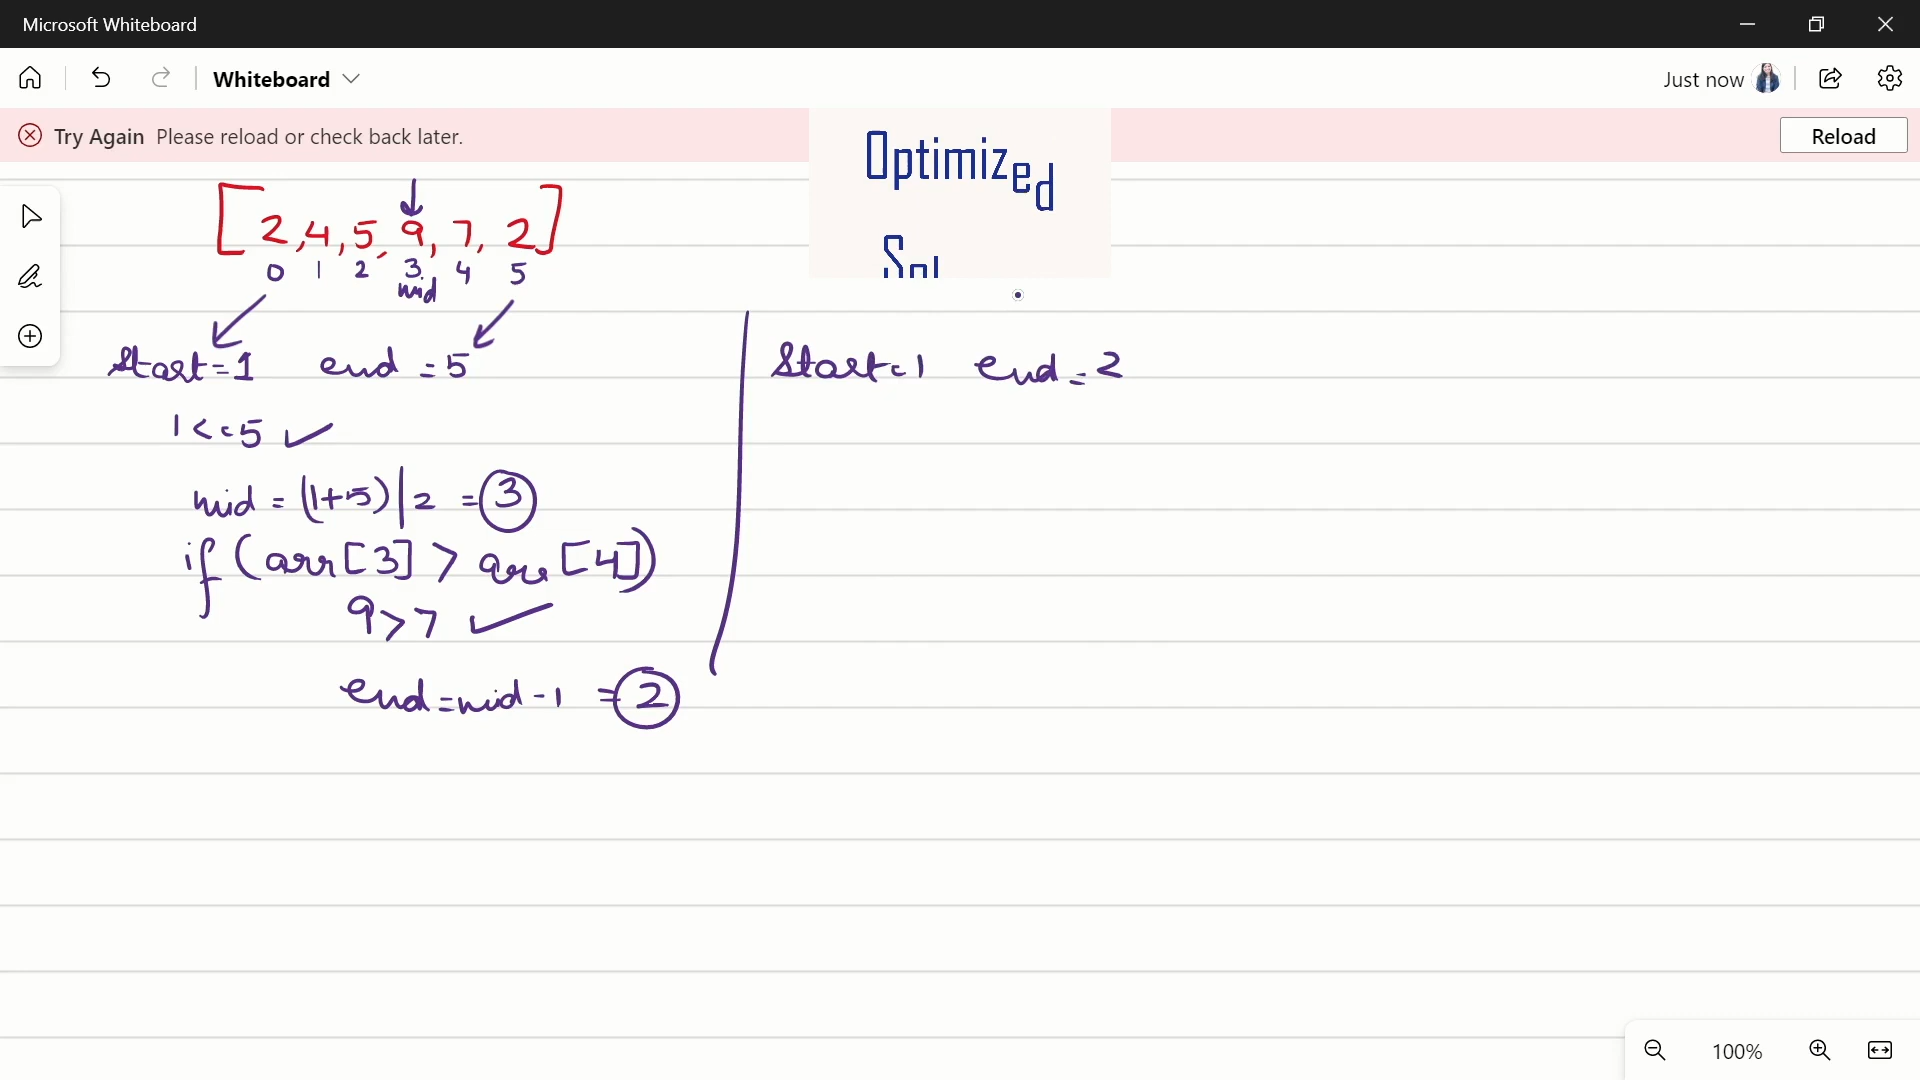 Microsoft Whiteboard
Whiteboard
Just now
Try Again Please reload or check back later.
Reload
Optimized
Sol
[2,4,5,9,7,2]
0 1 2 3 4 5
mid
Start=1 end=5
1<=5 ✓
mid = (1+5)|2 = 3
if (arr[3] > arr[4])
9>7 ✓
end=mid-1 = 2
Start=1 end=2
100%